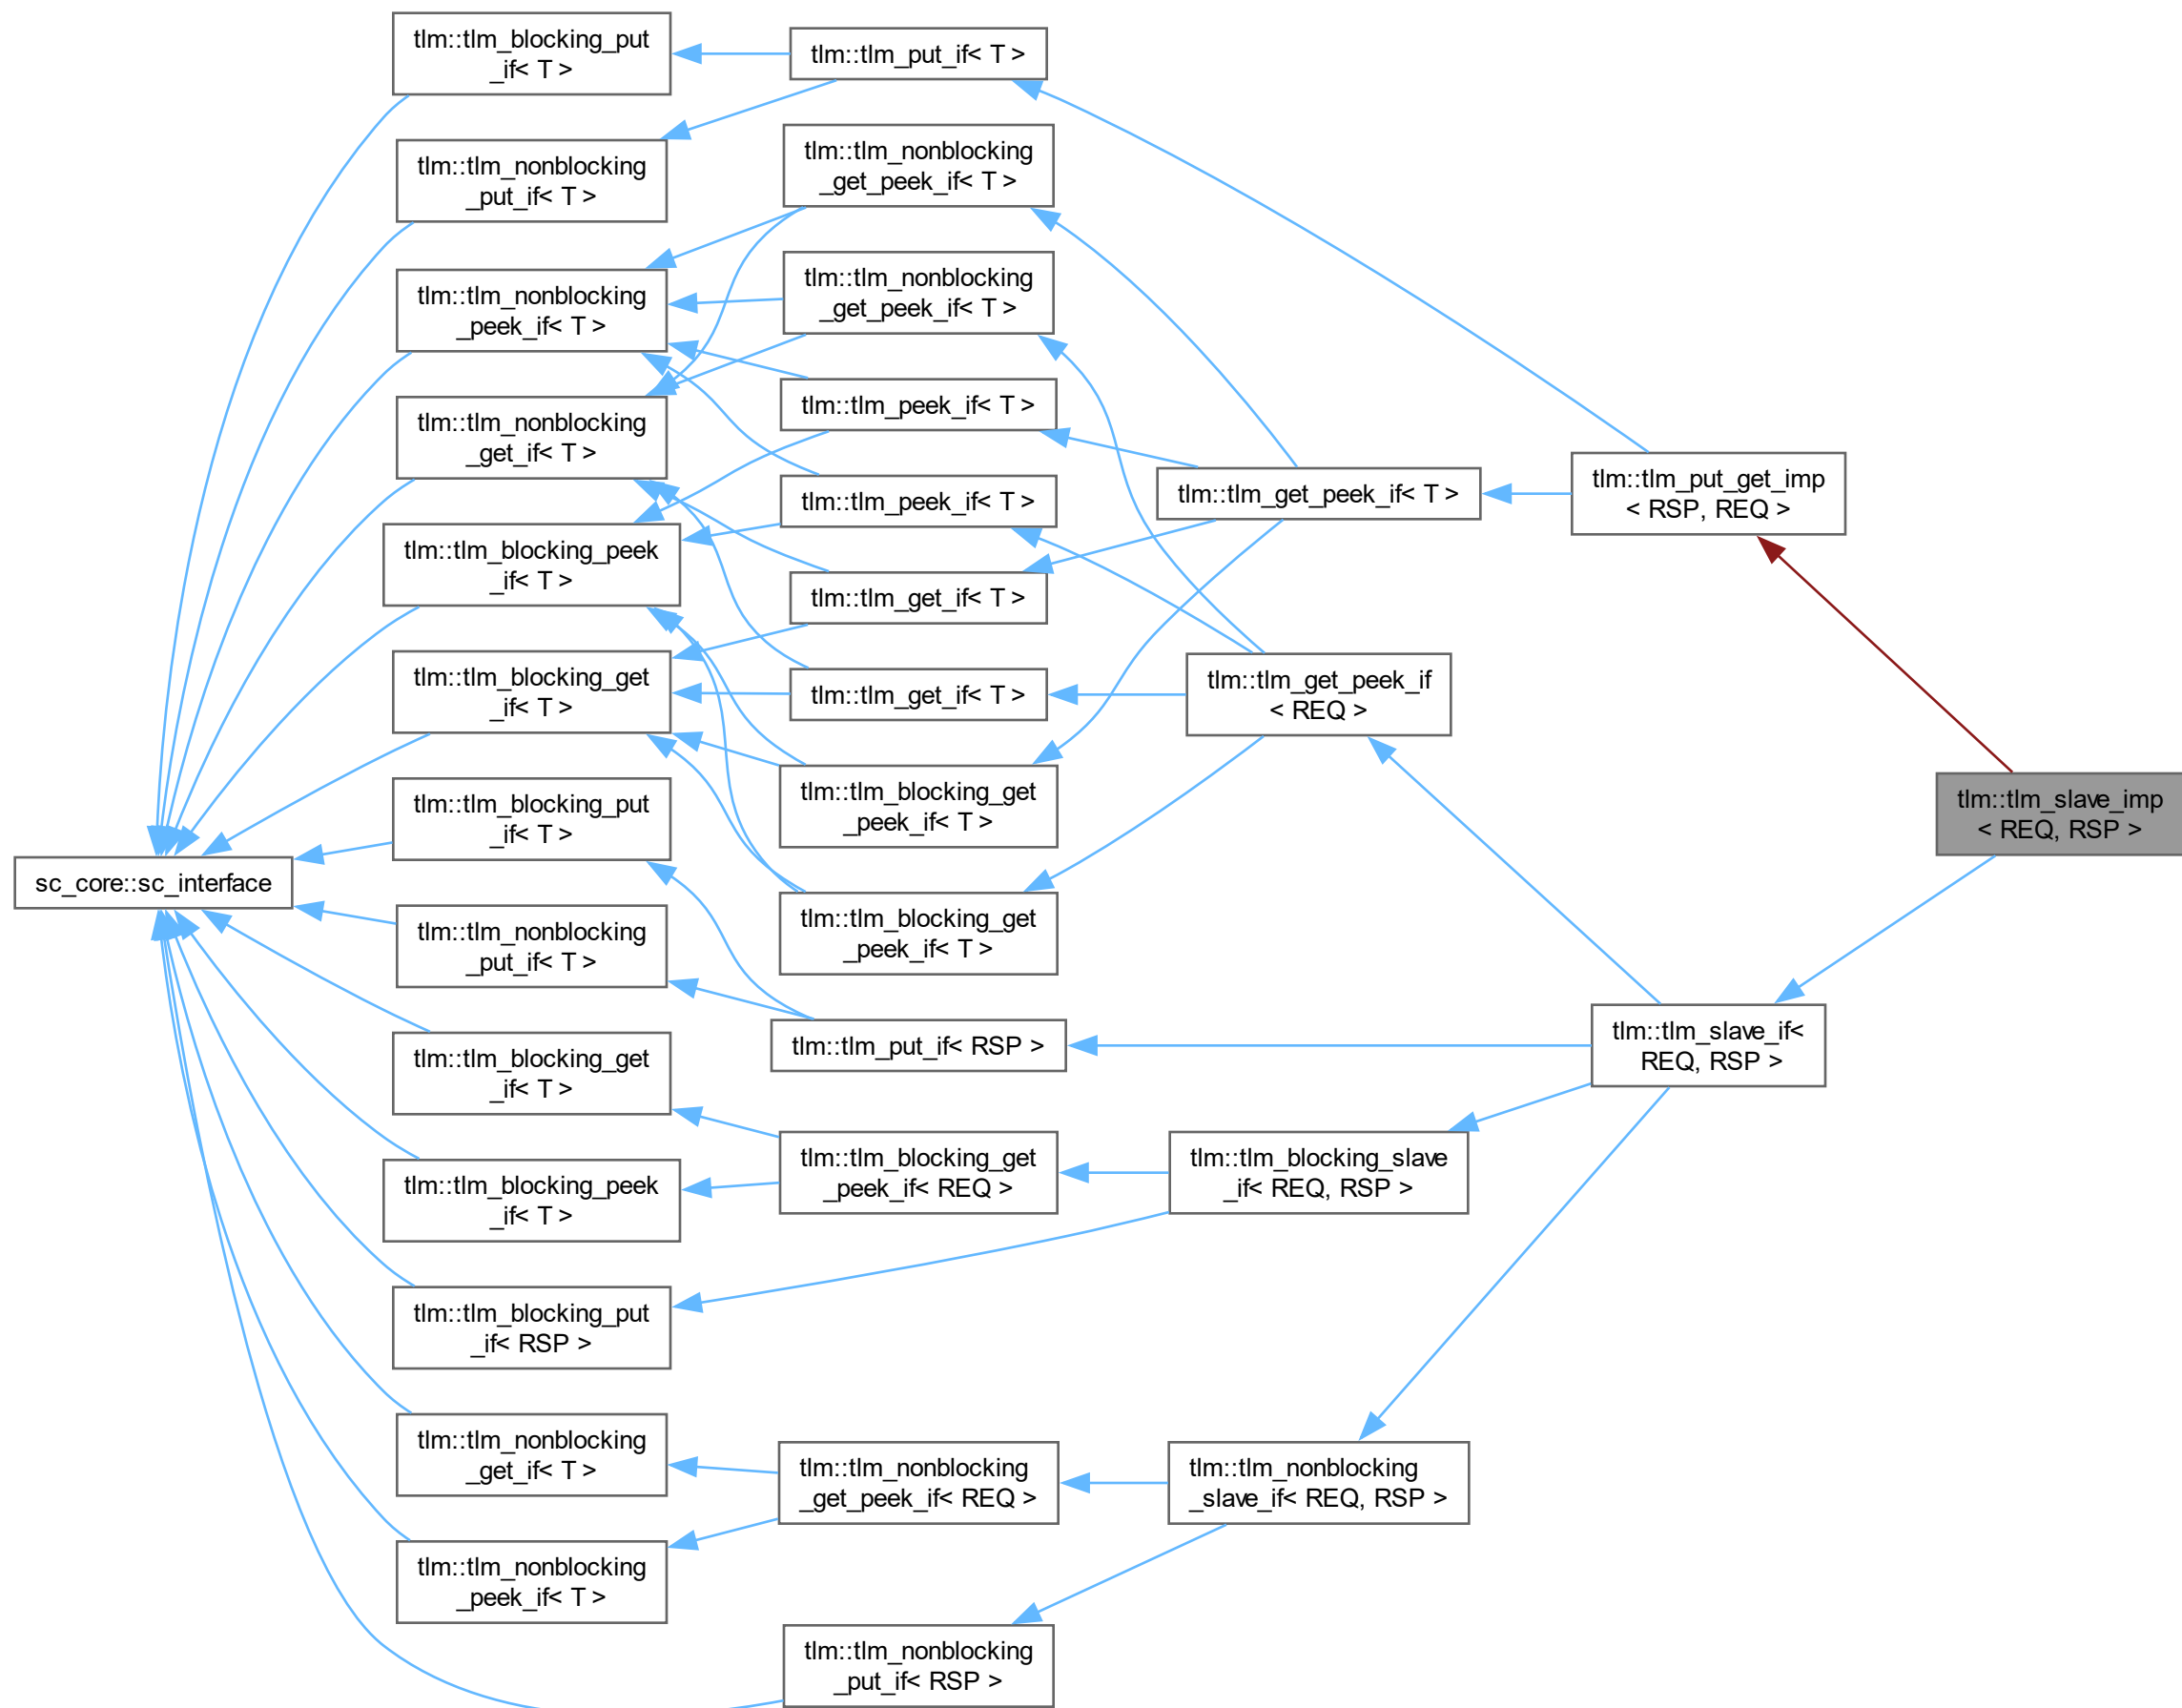 tlm::tlm_blocking_put
_if< T >
tlm::tlm_nonblocking
_put_if< T >
tlm::tlm_nonblocking
_peek_if< T >
tlm::tlm_nonblocking
_get_if< T >
tlm::tlm_blocking_peek
_if< T >
tlm::tlm_blocking_get
_if< T >
tlm::tlm_blocking_put
_if< T >
sc_core::sc_interface
tlm::tlm_nonblocking
_put_if< T >
tlm::tlm_blocking_get
_if< T >
tlm::tlm_blocking_peek
_if< T >
tlm::tlm_blocking_put
_if< RSP >
tlm::tlm_nonblocking
_get_if< T >
tlm::tlm_nonblocking
_peek_if< T >
tlm::tlm_put_if< T >
tlm::tlm_nonblocking
_get_peek_if< T >
tlm::tlm_nonblocking
_get_peek_if< T >
tlm::tlm_peek_if< T >
tlm::tlm_peek_if< T >
tlm::tlm_get_if< T >
tlm::tlm_get_if< T >
tlm::tlm_blocking_get
_peek_if< T >
tlm::tlm_blocking_get
_peek_if< T >
tlm::tlm_put_if< RSP >
tlm::tlm_blocking_get
_peek_if< REQ >
tlm::tlm_nonblocking
_get_peek_if< REQ >
tlm::tlm_nonblocking
_put_if< RSP >
tlm::tlm_get_peek_if< T >
tlm::tlm_get_peek_if
< REQ >
tlm::tlm_blocking_slave
_if< REQ, RSP >
tlm::tlm_nonblocking
_slave_if< REQ, RSP >
tlm::tlm_put_get_imp
< RSP, REQ >
tlm::tlm_slave_if<
REQ, RSP >
tlm::tlm_slave_imp
< REQ, RSP >